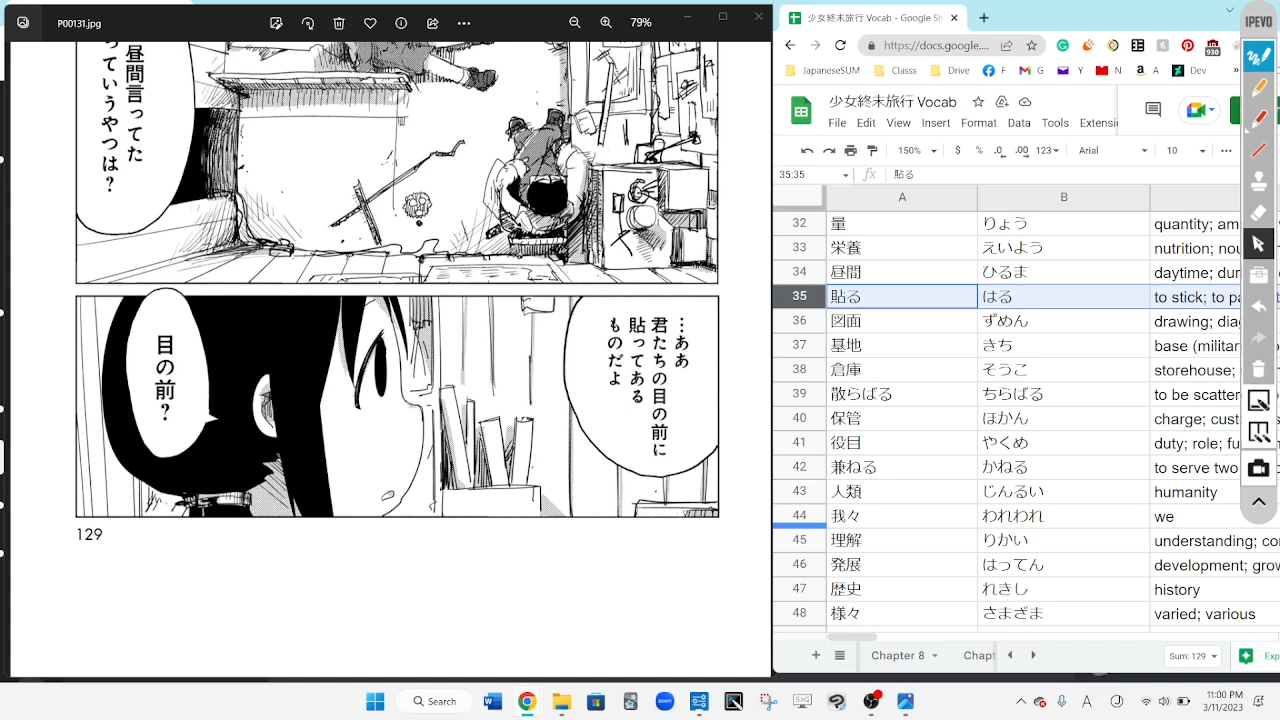 P00131.jpg
79%
昼間言ってた
っていうやつは？
…ああ
君たちの目の前に
貼ってある
ものだよ
目の前？
129
少女終末旅行 Vocab - Google Sh
https://docs.google....
930
IPEVO
JapaneseSUM
Class
Drive
F
G
M
N
A
Dev
»
少女終末旅行 Vocab
File Edit View Insert Format Data Tools Extensi
150% $ % .0 .00 123 Arial 10 ...
35:35 fx 貼る
A B
32 量 りょう quantity; am
33 栄養 えいよう nutrition; nou
34 昼間 ひるま daytime; duri
35 貼る はる to stick; to pa
36 図面 ずめん drawing; diag
37 基地 きち base (militar
38 倉庫 そうこ storehouse;
39 散らばる ちらばる to be scatter
40 保管 ほかん charge; cust
41 役目 やくめ duty; role; fu
42 兼ねる かねる to serve two
43 人類 じんるい humanity
44 我々 われわれ we
45 理解 りかい understanding; co
46 発展 はってん development; grow
47 歴史 れきし history
48 様々 さまざま varied; various
+ Chapter 8 Chapt Sum: 129 Exp
Search
zoom
A
11:00 PM
3/11/2023